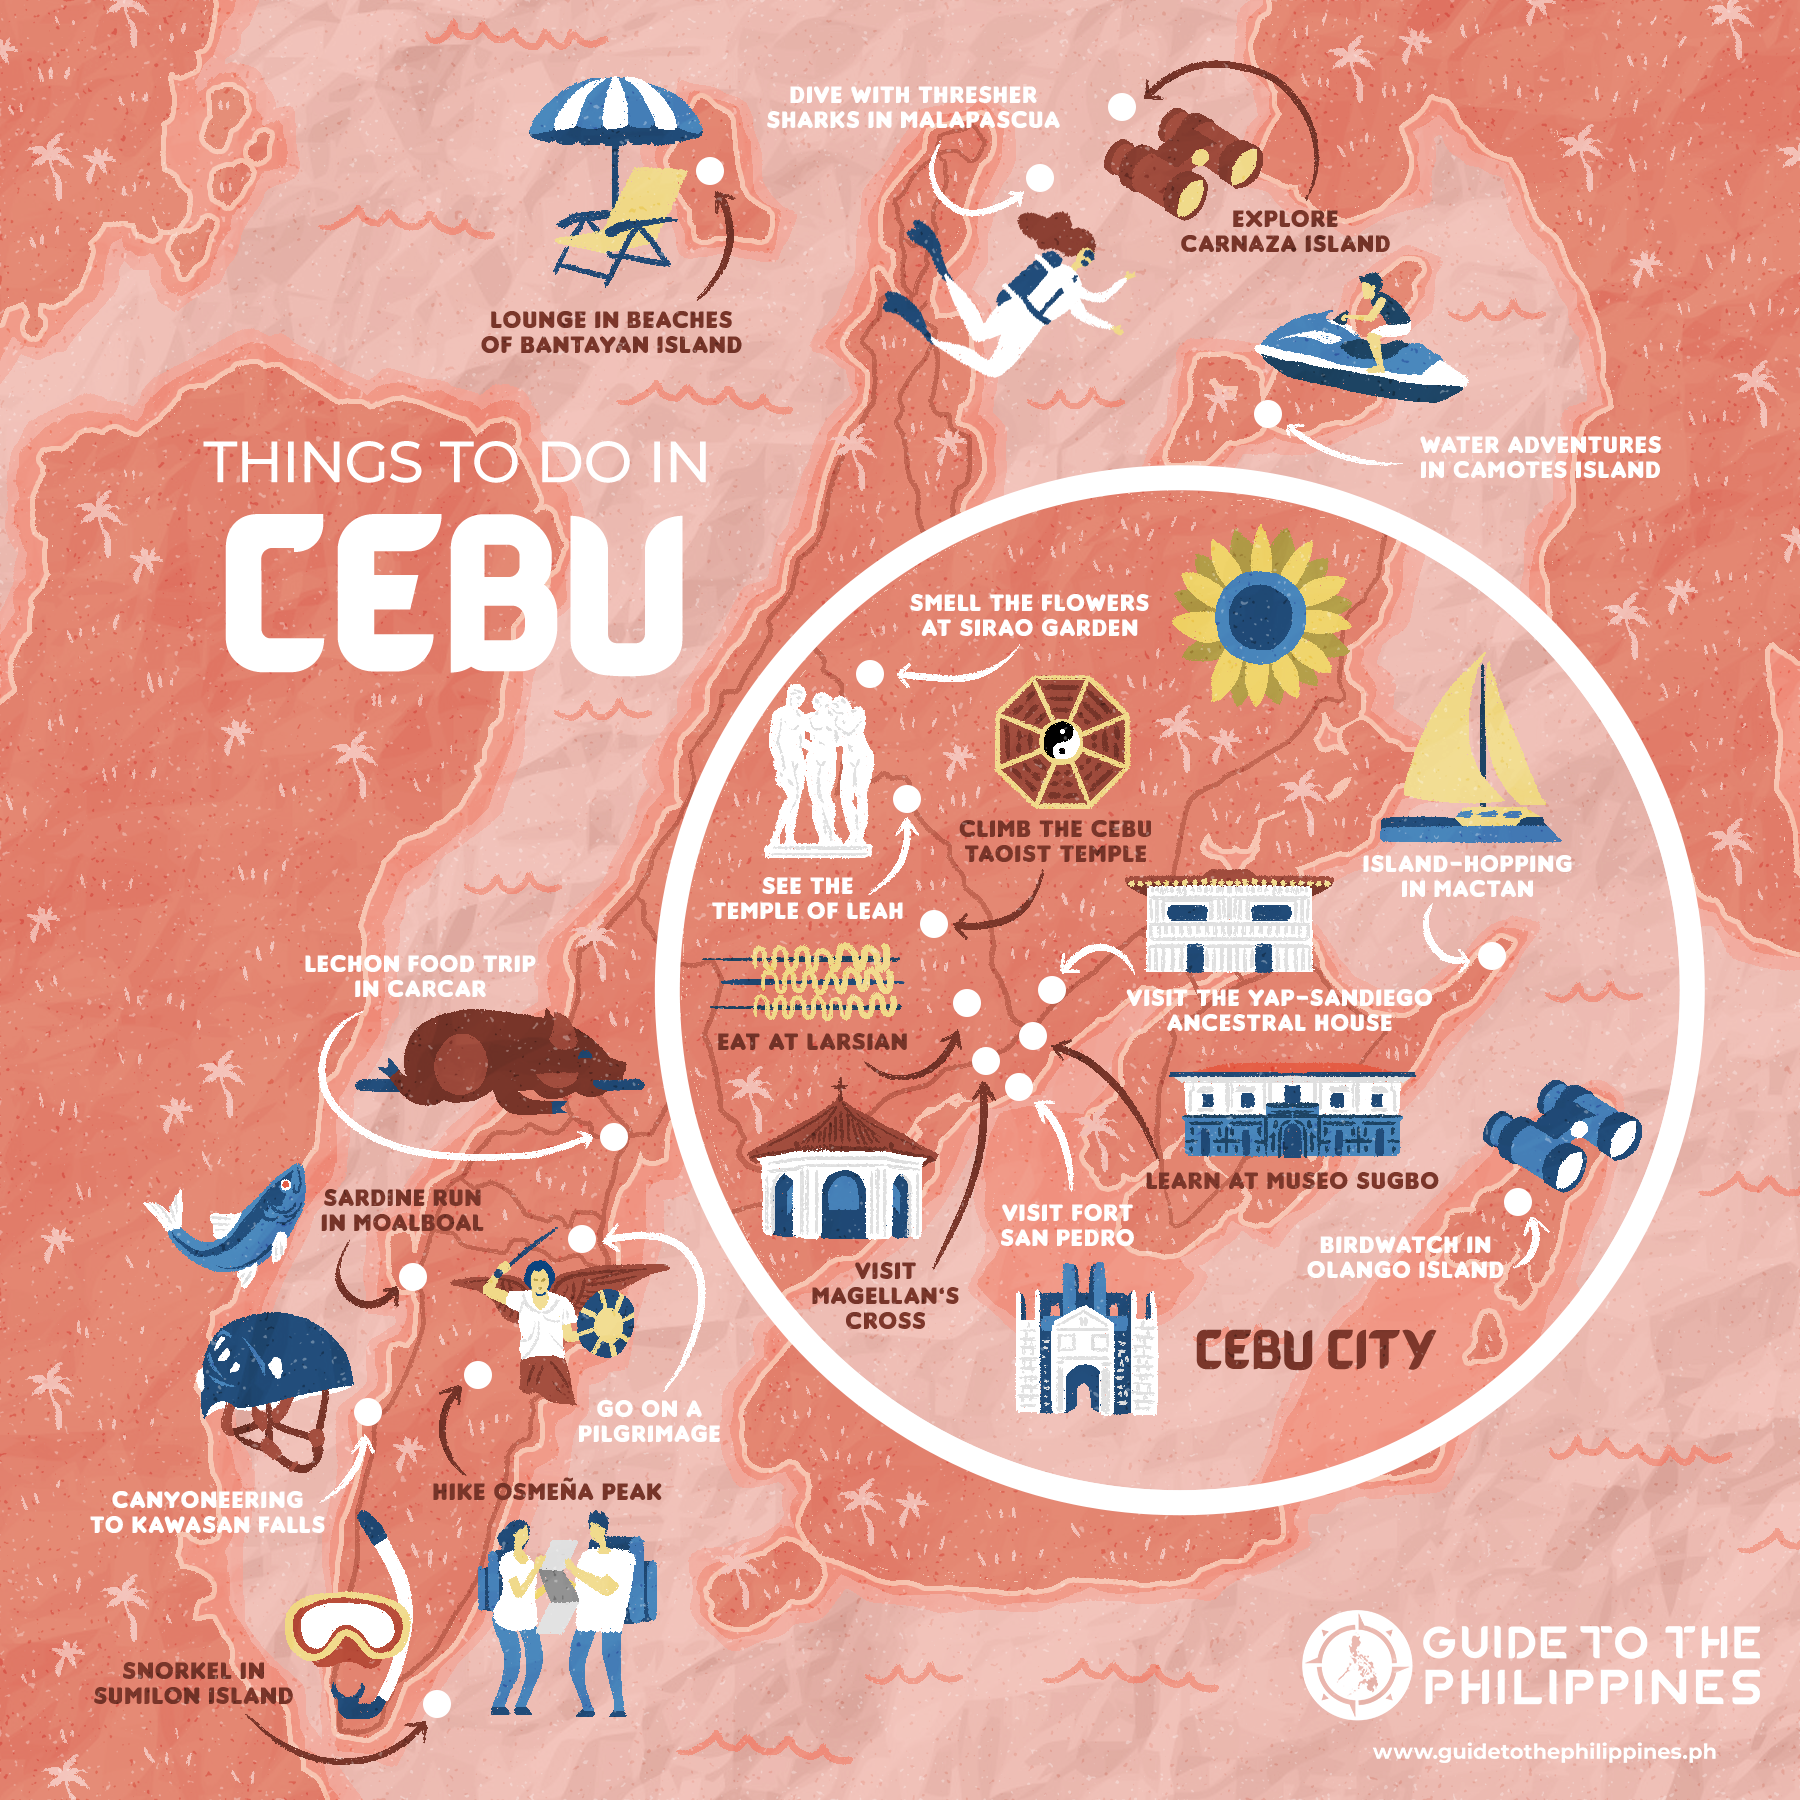 DIVE WITH THRESHER
SHARKS IN MALAPASCUA
EXPLORE
CARNAZA ISLAND
LOUNGE IN BEACHES
OF BANTAYAN ISLAND
WATER ADVENTURES
IN CAMOTES ISLAND
THINGS TO DO IN
CEBU
SMELL THE FLOWERS
AT SIRAO GARDEN
CLIMB THE CEBU
TAOIST TEMPLE
ISLAND-HOPPING
IN MACTAN
SEE THE
TEMPLE OF LEAH
VISIT THE YAP-SANDIEGO
ANCESTRAL HOUSE
EAT AT LARSIAN
LEARN AT MUSEO SUGBO
VISIT FORT
SAN PEDRO
BIRDWATCH IN
OLANGO ISLAND
VISIT
MAGELLAN'S
CROSS
CEBU CITY
LECHON FOOD TRIP
IN CARCAR
SARDINE RUN
IN MOALBOAL
GO ON A
PILGRIMAGE
HIKE OSMEÑA PEAK
CANYONEERING
TO KAWASAN FALLS
SNORKEL IN
SUMILON ISLAND
GUIDE TO THE
PHILIPPINES
www.guidetothephilippines.ph